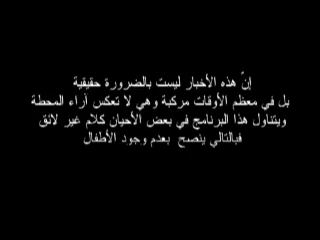 إنّ هذه الأخبار ليست بالضرورة حقيقية
بل في معظم الأوقات مركبة وهي لا تعكس أراء المحطة
ويتناول هذا البرنامج في بعض الأحيان كلام غير لائق
فبالتالي ينصح بعدم وجود الأطفال